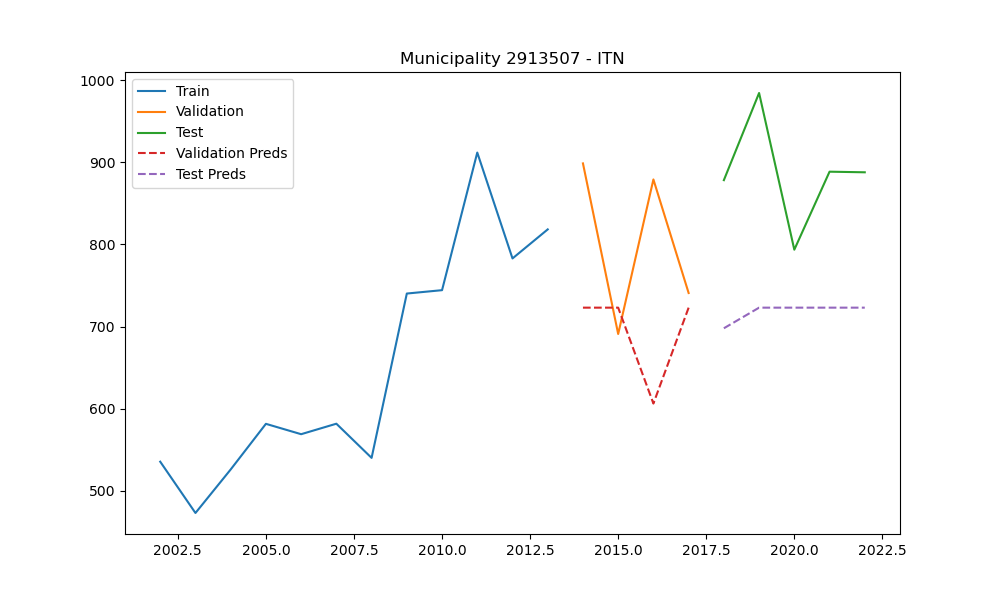 Municipality 2913507 - ITN
1000
900
800
700
600
500
Train
Validation
Test
Validation Preds
Test Preds
2002.5 2005.0 2007.5 2010.0 2012.5 2015.0 2017.5 2020.0 2022.5